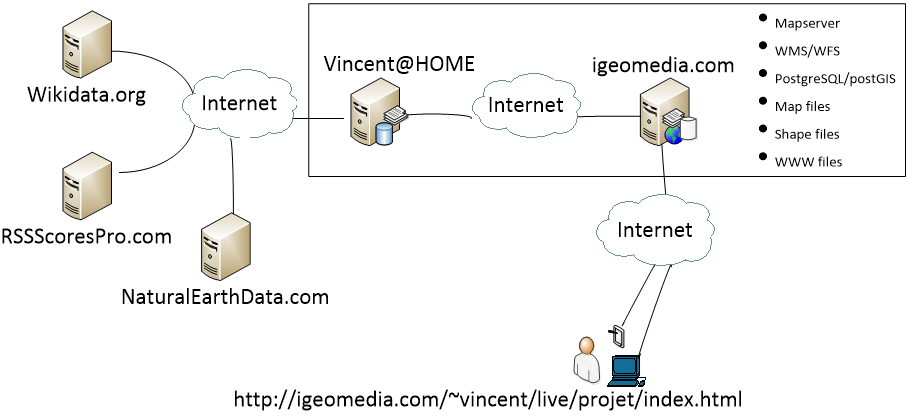 Wikidata.org
RSSScoresPro.com
NaturalEarthData.com
Internet
Vincent@HOME
Internet
igeomedia.com
• Mapserver
• WMS/WFS
• PostgreSQL/postGIS
• Map files
• Shape files
• WWW files
Internet
http://igeomedia.com/~vincent/live/projet/index.html